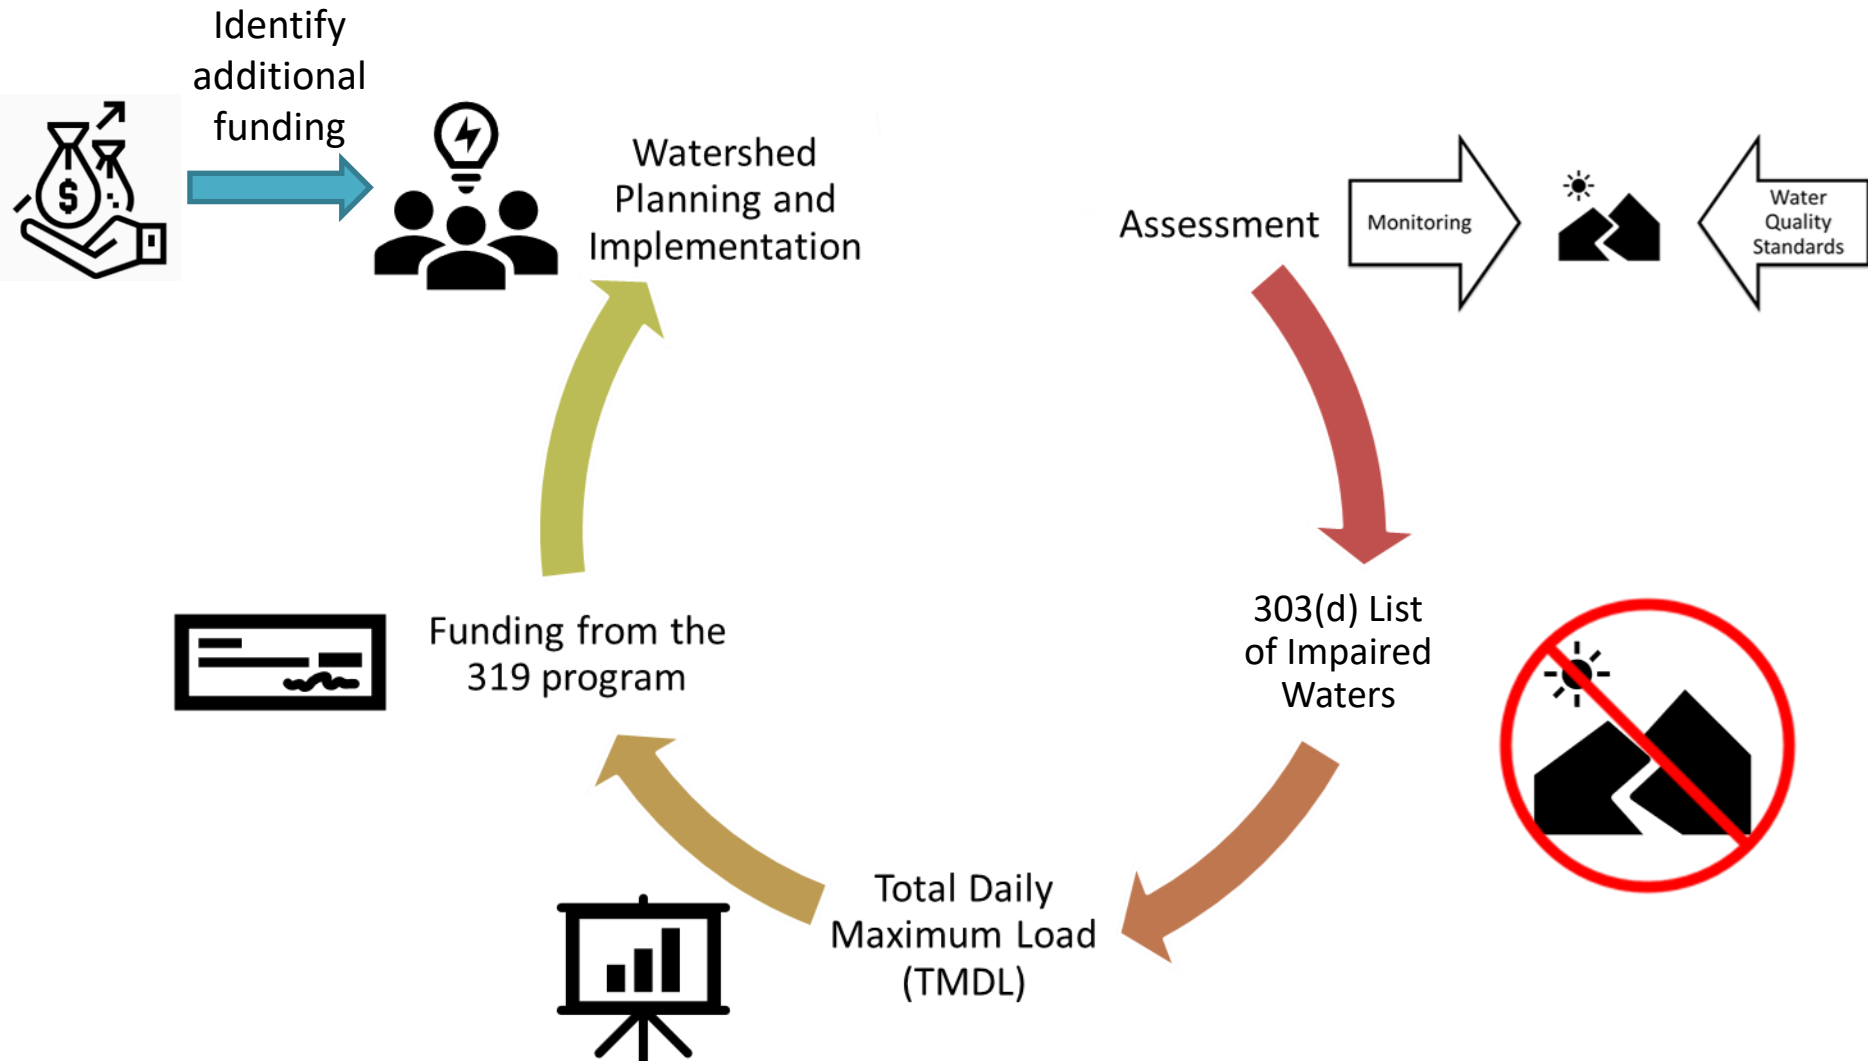 Identify
additional
funding
$
Watershed
Planning and
Implementation
Assessment
Monitoring
Water
Quality
Standards
303(d) List
of Impaired
Waters
Total Daily
Maximum Load
(TMDL)
Funding from the
319 program